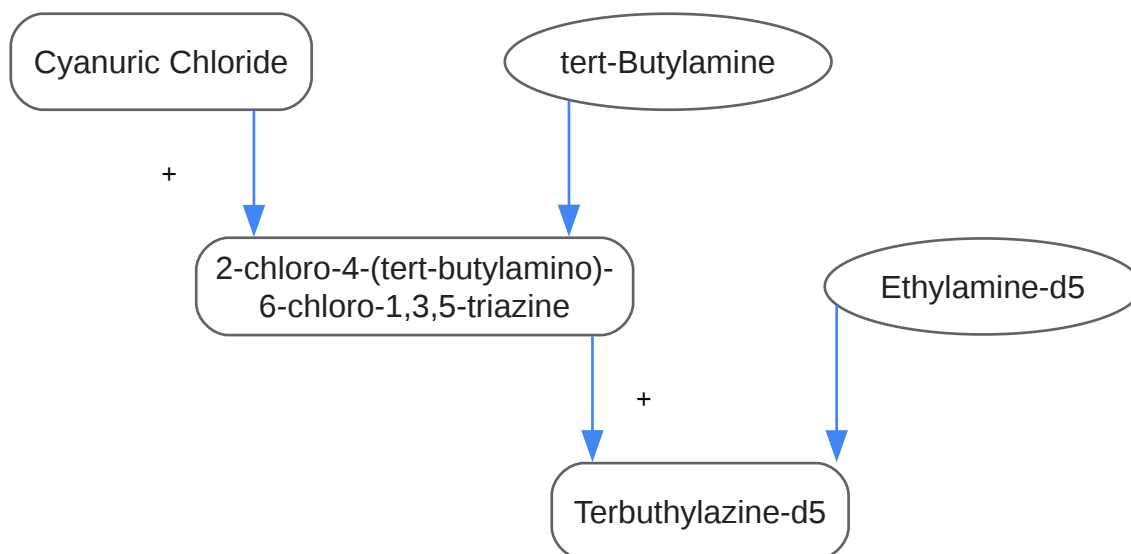 Cyanuric Chloride
tert-Butylamine
+
2-chloro-4-(tert-butylamino)-
6-chloro-1,3,5-triazine
Ethylamine-d5
+
Terbuthylazine-d5